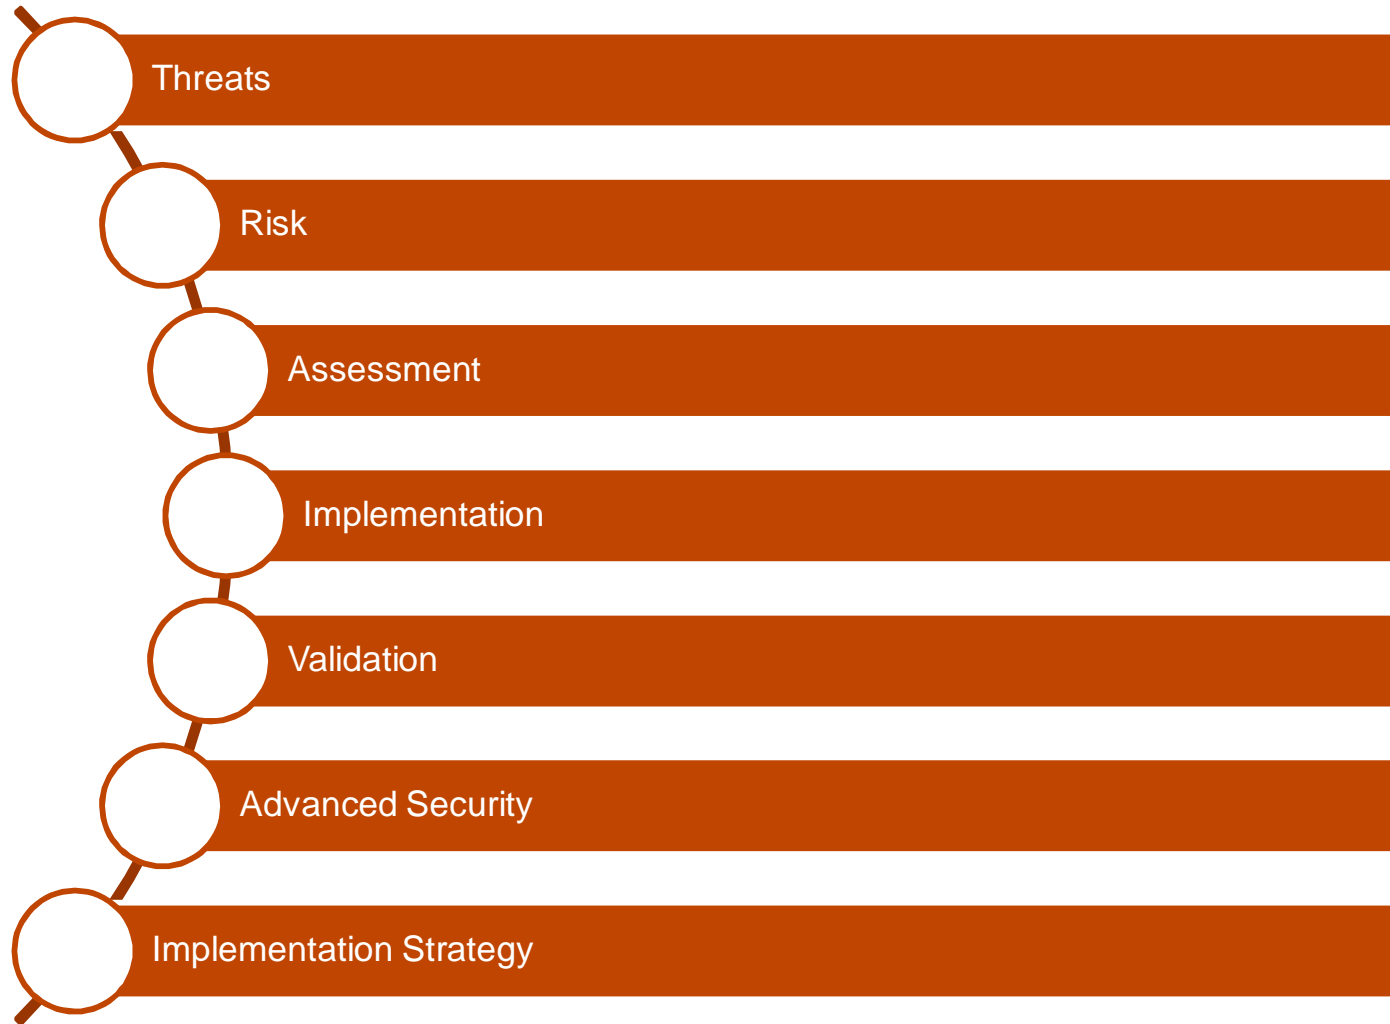 Threats
Risk
Assessment
Implementation
Validation
Advanced Security
Implementation Strategy